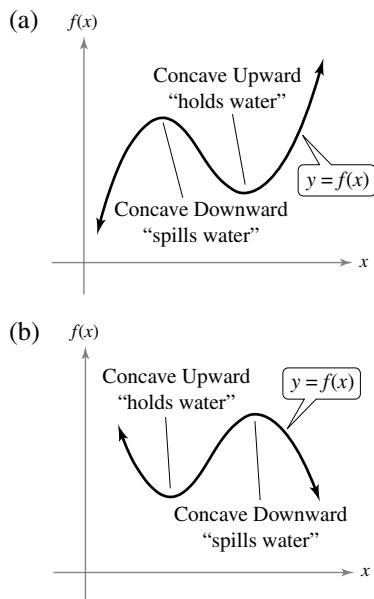 (a)
f(x)
Concave Upward
“holds water”
y = f(x)
Concave Downward
“spills water”
x
(b)
f(x)
Concave Upward
“holds water”
y = f(x)
Concave Downward
“spills water”
x